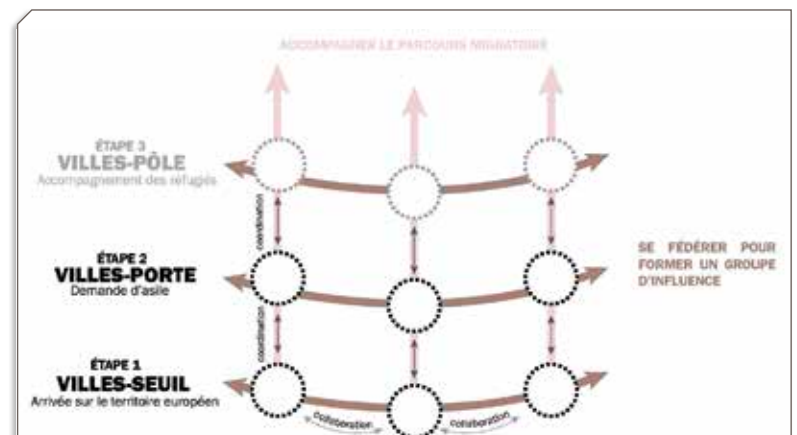 ACCOMPAGNER LE PARCOURS MIGRATOIRE
ÉTAPE 3
VILLES-PÔLE
Accompagnement des réfugiés
coordination
ÉTAPE 2
VILLES-PORTE
Demande d'asile
SE FÉDÉRER POUR
FORMER UN GROUPE
D'INFLUENCE
coordination
ÉTAPE 1
VILLES-SEUIL
Arrivée sur le territoire européen
collaboration
collaboration